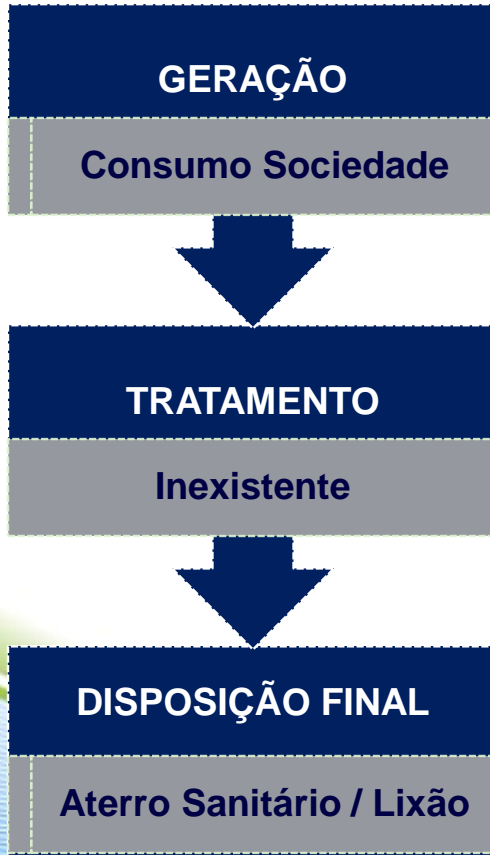 GERAÇÃO
Consumo Sociedade
TRATAMENTO
Inexistente
DISPOSIÇÃO FINAL
Aterro Sanitário / Lixão